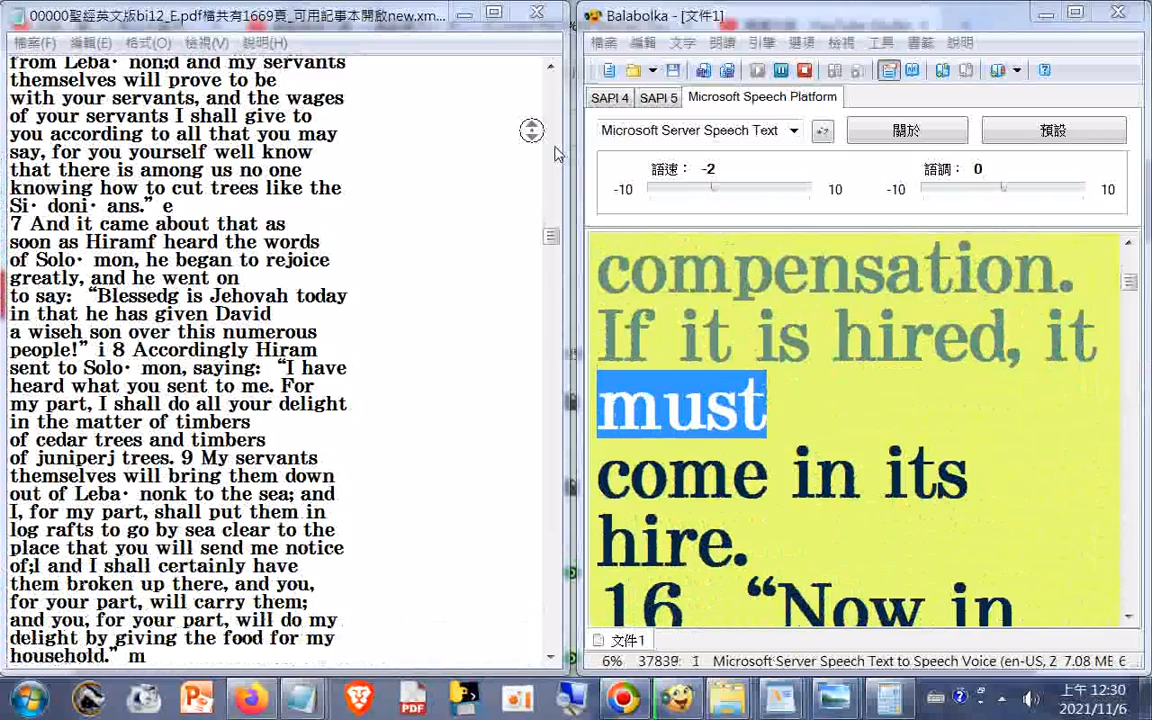 00000聖經英文版bi12_E.pdf檔共有1669頁_可用記事本開啟new.xm...
檔案(F) 編輯(E) 格式(O) 檢視(V) 說明(H)
from Leba· non;d and my servants
themselves will prove to be
with your servants, and the wages
of your servants I shall give to
you according to all that you may
say, for you yourself well know
that there is among us no one
knowing how to cut trees like the
Si· doni· ans.” e
7 And it came about that as
soon as Hiramf heard the words
of Solo· mon, he began to rejoice
greatly, and he went on
to say: “Blessedg is Jehovah today
in that he has given David
a wiseh son over this numerous
people!” i 8 Accordingly Hiram
sent to Solo· mon, saying: “I have
heard what you sent to me. For
my part, I shall do all your delight
in the matter of timbers
of cedar trees and timbers
of juniperj trees. 9 My servants
themselves will bring them down
out of Leba· nonk to the sea; and
I, for my part, shall put them in
log rafts to go by sea clear to the
place that you will send me notice
of;l and I shall certainly have
them broken up there, and you,
for your part, will carry them;
and you, for your part, will do my
delight by giving the food for my
household.” m
Balabolka - [文件1]
檔案 編輯 文字 朗讀 引擎 選項 檢視 工具 書籤 說明
SAPI 4 SAPI 5 Microsoft Speech Platform
Microsoft Server Speech Text 關於 預設
語速： -2 語調： 0
-10 10 -10 10
compensation.
If it is hired, it
must
come in its
hire.
16 “Now in
文件1
6% 37839: 1 Microsoft Server Speech Text to Speech Voice (en-US, Z 7.08 MB 6
PDF
上午 12:30
2021/11/6